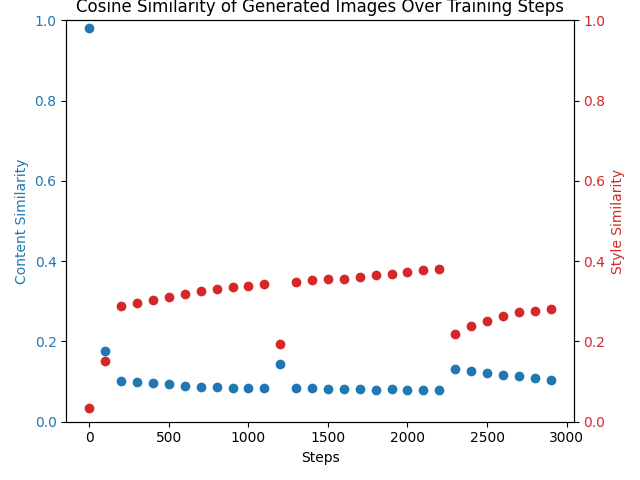 Cosine Similarity of Generated Images Over Training Steps
1.0
0.8
0.6
0.4
0.2
0.0
Content Similarity
0 500 1000 1500 2000 2500 3000
Steps
1.0
0.8
0.6
0.4
0.2
0.0
Style Similarity